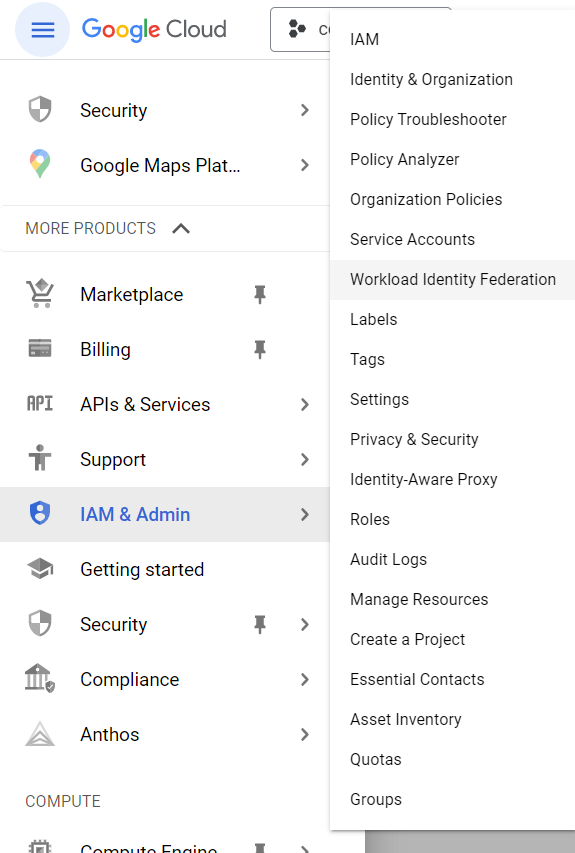 Google Cloud
Security
Google Maps Plat...
MORE PRODUCTS
Marketplace
Billing
API APIs & Services
Support
IAM & Admin
Getting started
Security
Compliance
Anthos
COMPUTE
Compute Engine
IAM
Identity & Organization
Policy Troubleshooter
Policy Analyzer
Organization Policies
Service Accounts
Workload Identity Federation
Labels
Tags
Settings
Privacy & Security
Identity-Aware Proxy
Roles
Audit Logs
Manage Resources
Create a Project
Essential Contacts
Asset Inventory
Quotas
Groups